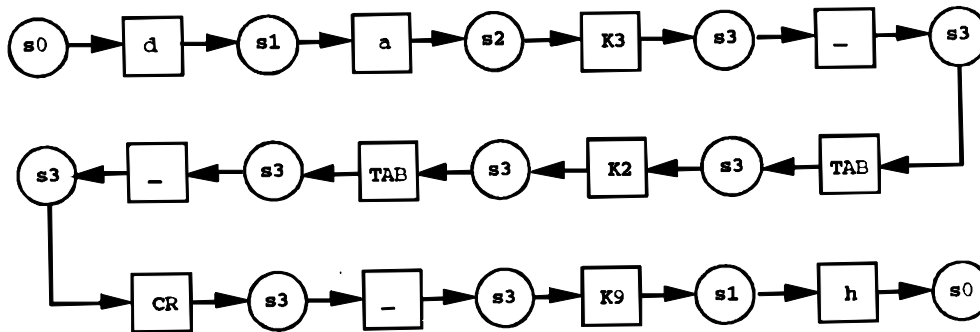 s0 d s1 a s2 K3 s3 _ s3
s3 _ s3 TAB s3 K2 s3 TAB
CR s3 _ s3 K9 s1 h s0